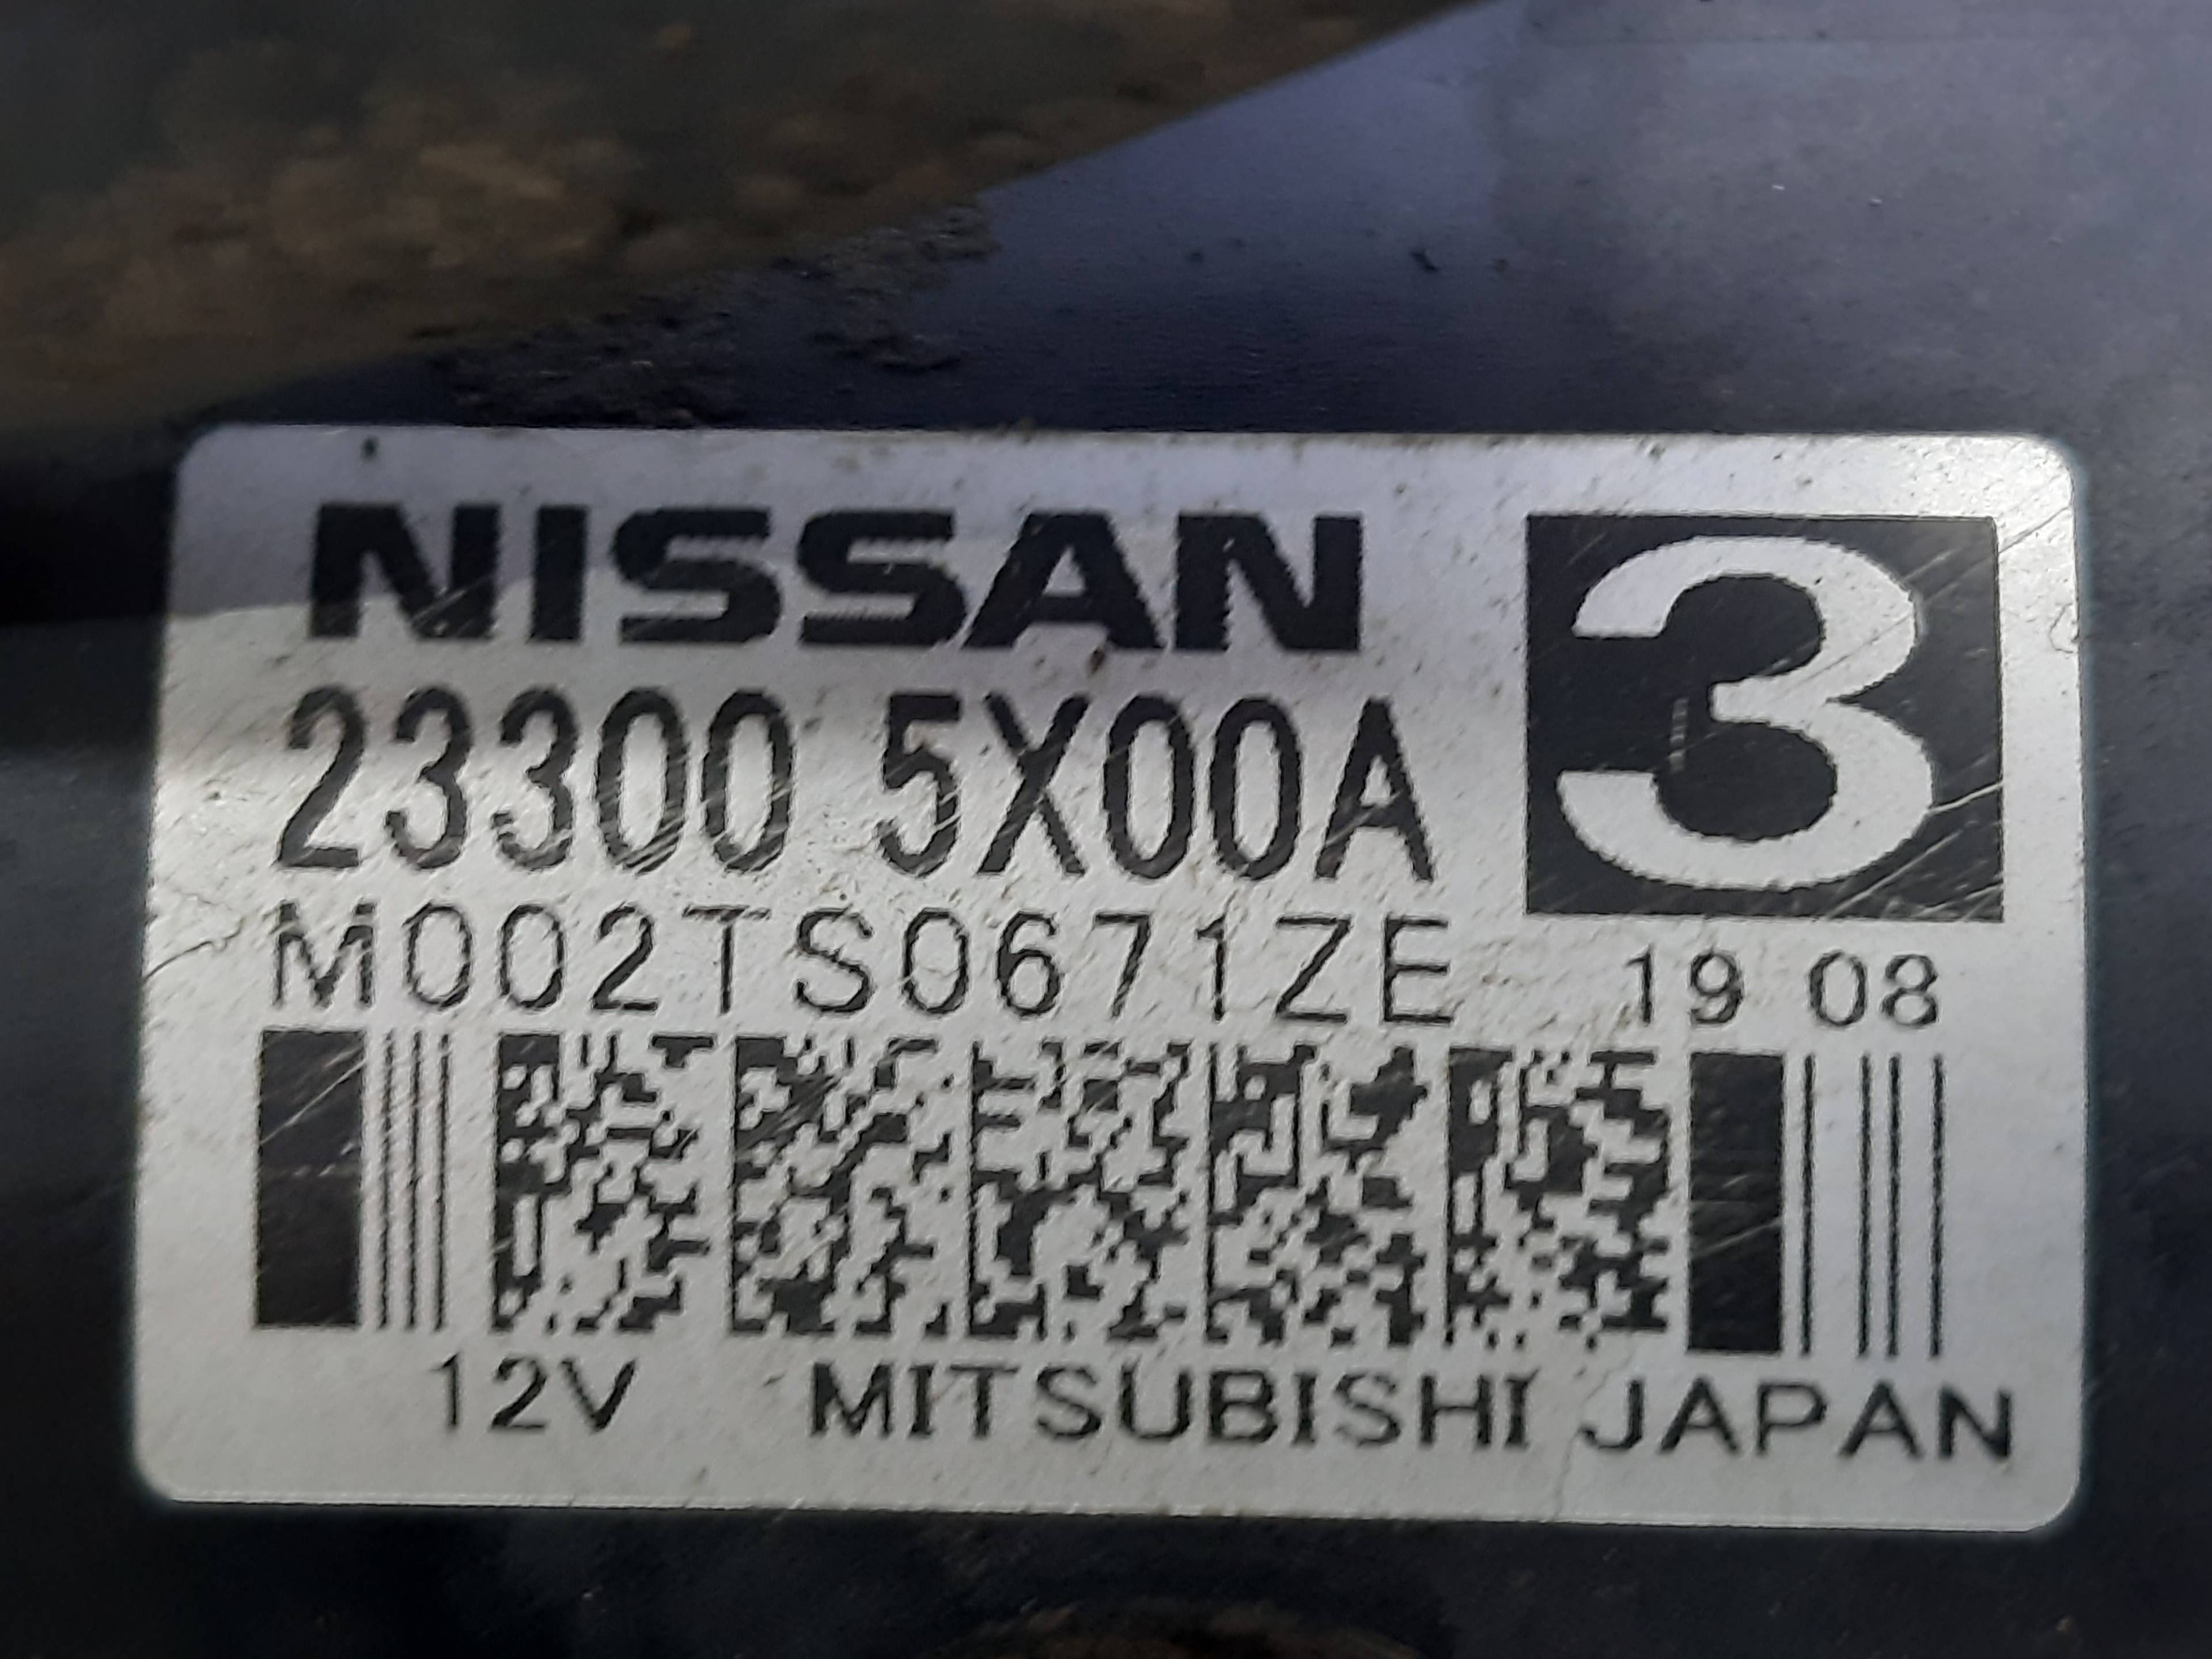 NISSAN
3
23300 5X00A
M002TS0671ZE
19 08
12V MITSUBISHI JAPAN